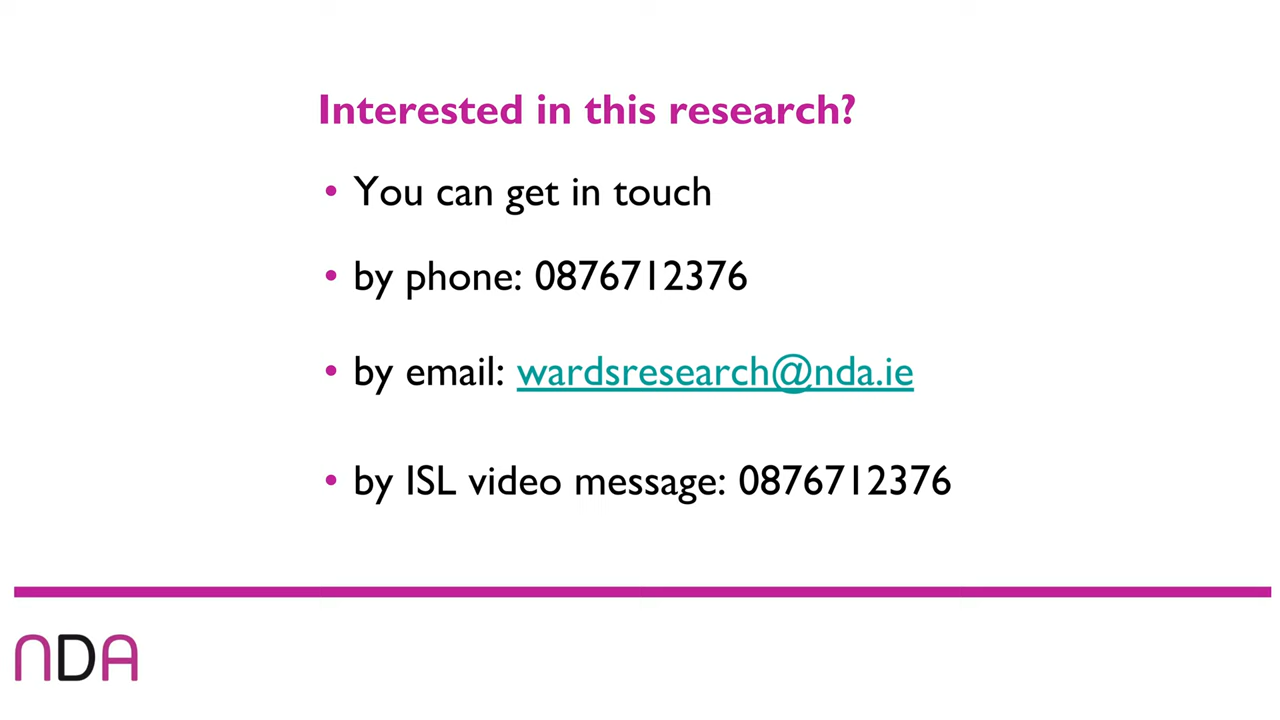 Interested in this research?
• You can get in touch
• by phone: 0876712376
• by email: wardsresearch@nda.ie
• by ISL video message: 0876712376
NDA